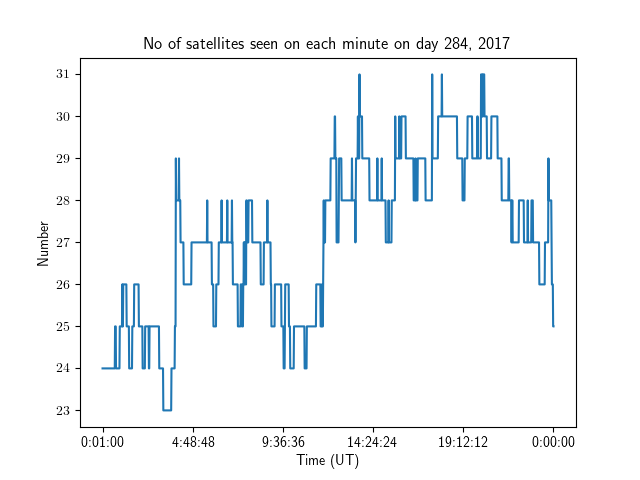 No of satellites seen on each minute on day 284, 2017
31
30
29
28
27
26
25
24
23
Number
0:01:00 4:48:48 9:36:36 14:24:24 19:12:12 0:00:00
Time (UT)